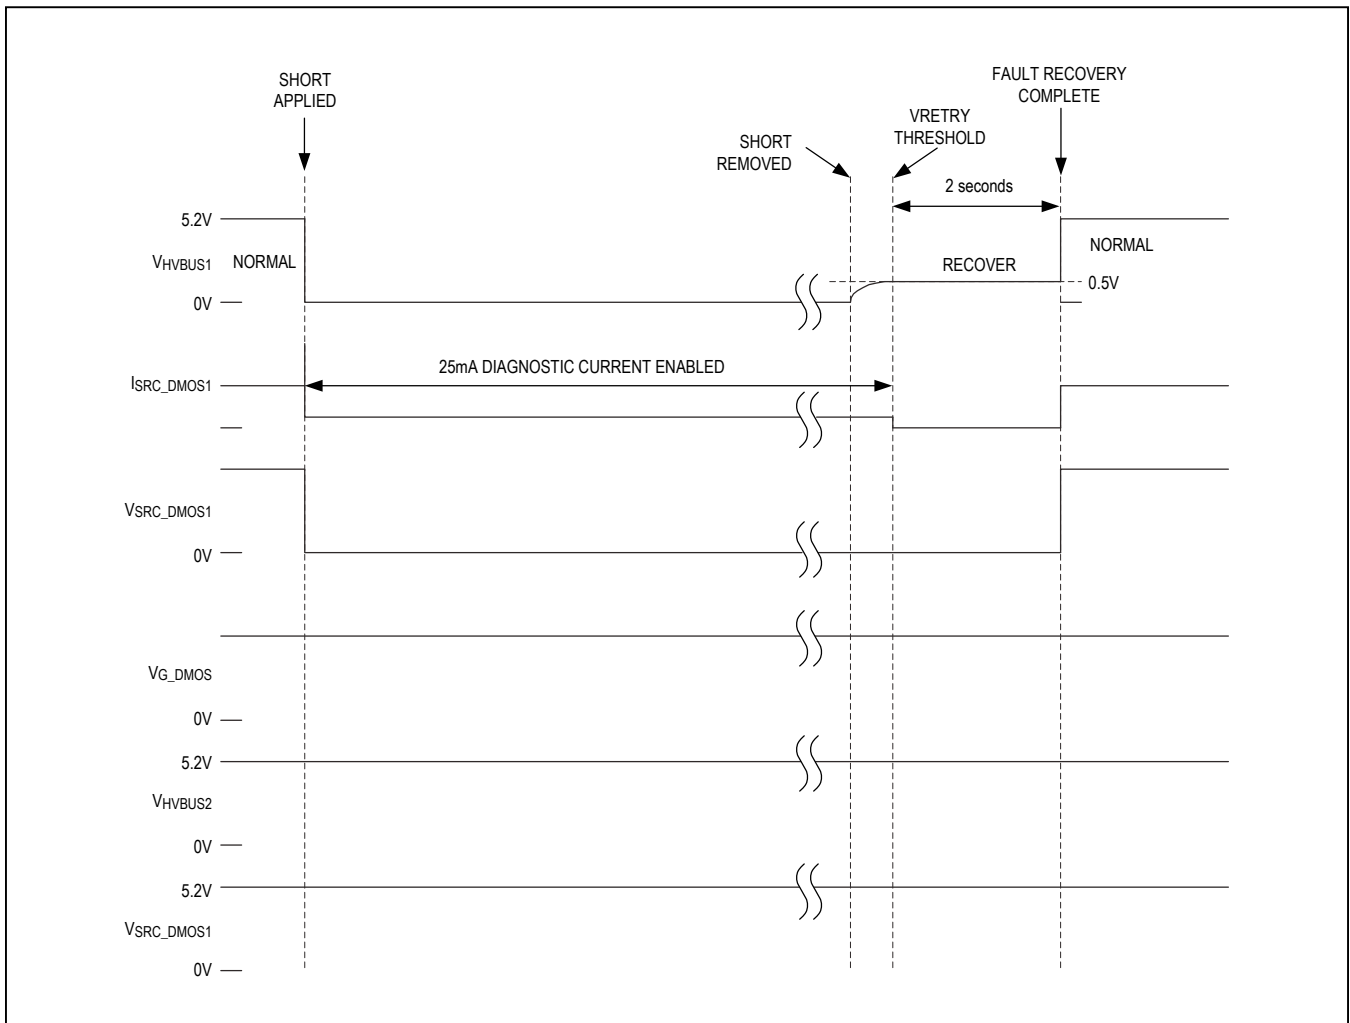 SHORT
APPLIED
FAULT RECOVERY
COMPLETE
VRETRY
THRESHOLD
SHORT
REMOVED
2 seconds
5.2V
VHVBUS1
NORMAL
RECOVER
NORMAL
0.5V
0V
25mA DIAGNOSTIC CURRENT ENABLED
ISRC_DMOS1
VSRC_DMOS1
0V
VG_DMOS
0V
5.2V
VHVBUS2
0V
5.2V
VSRC_DMOS1
0V